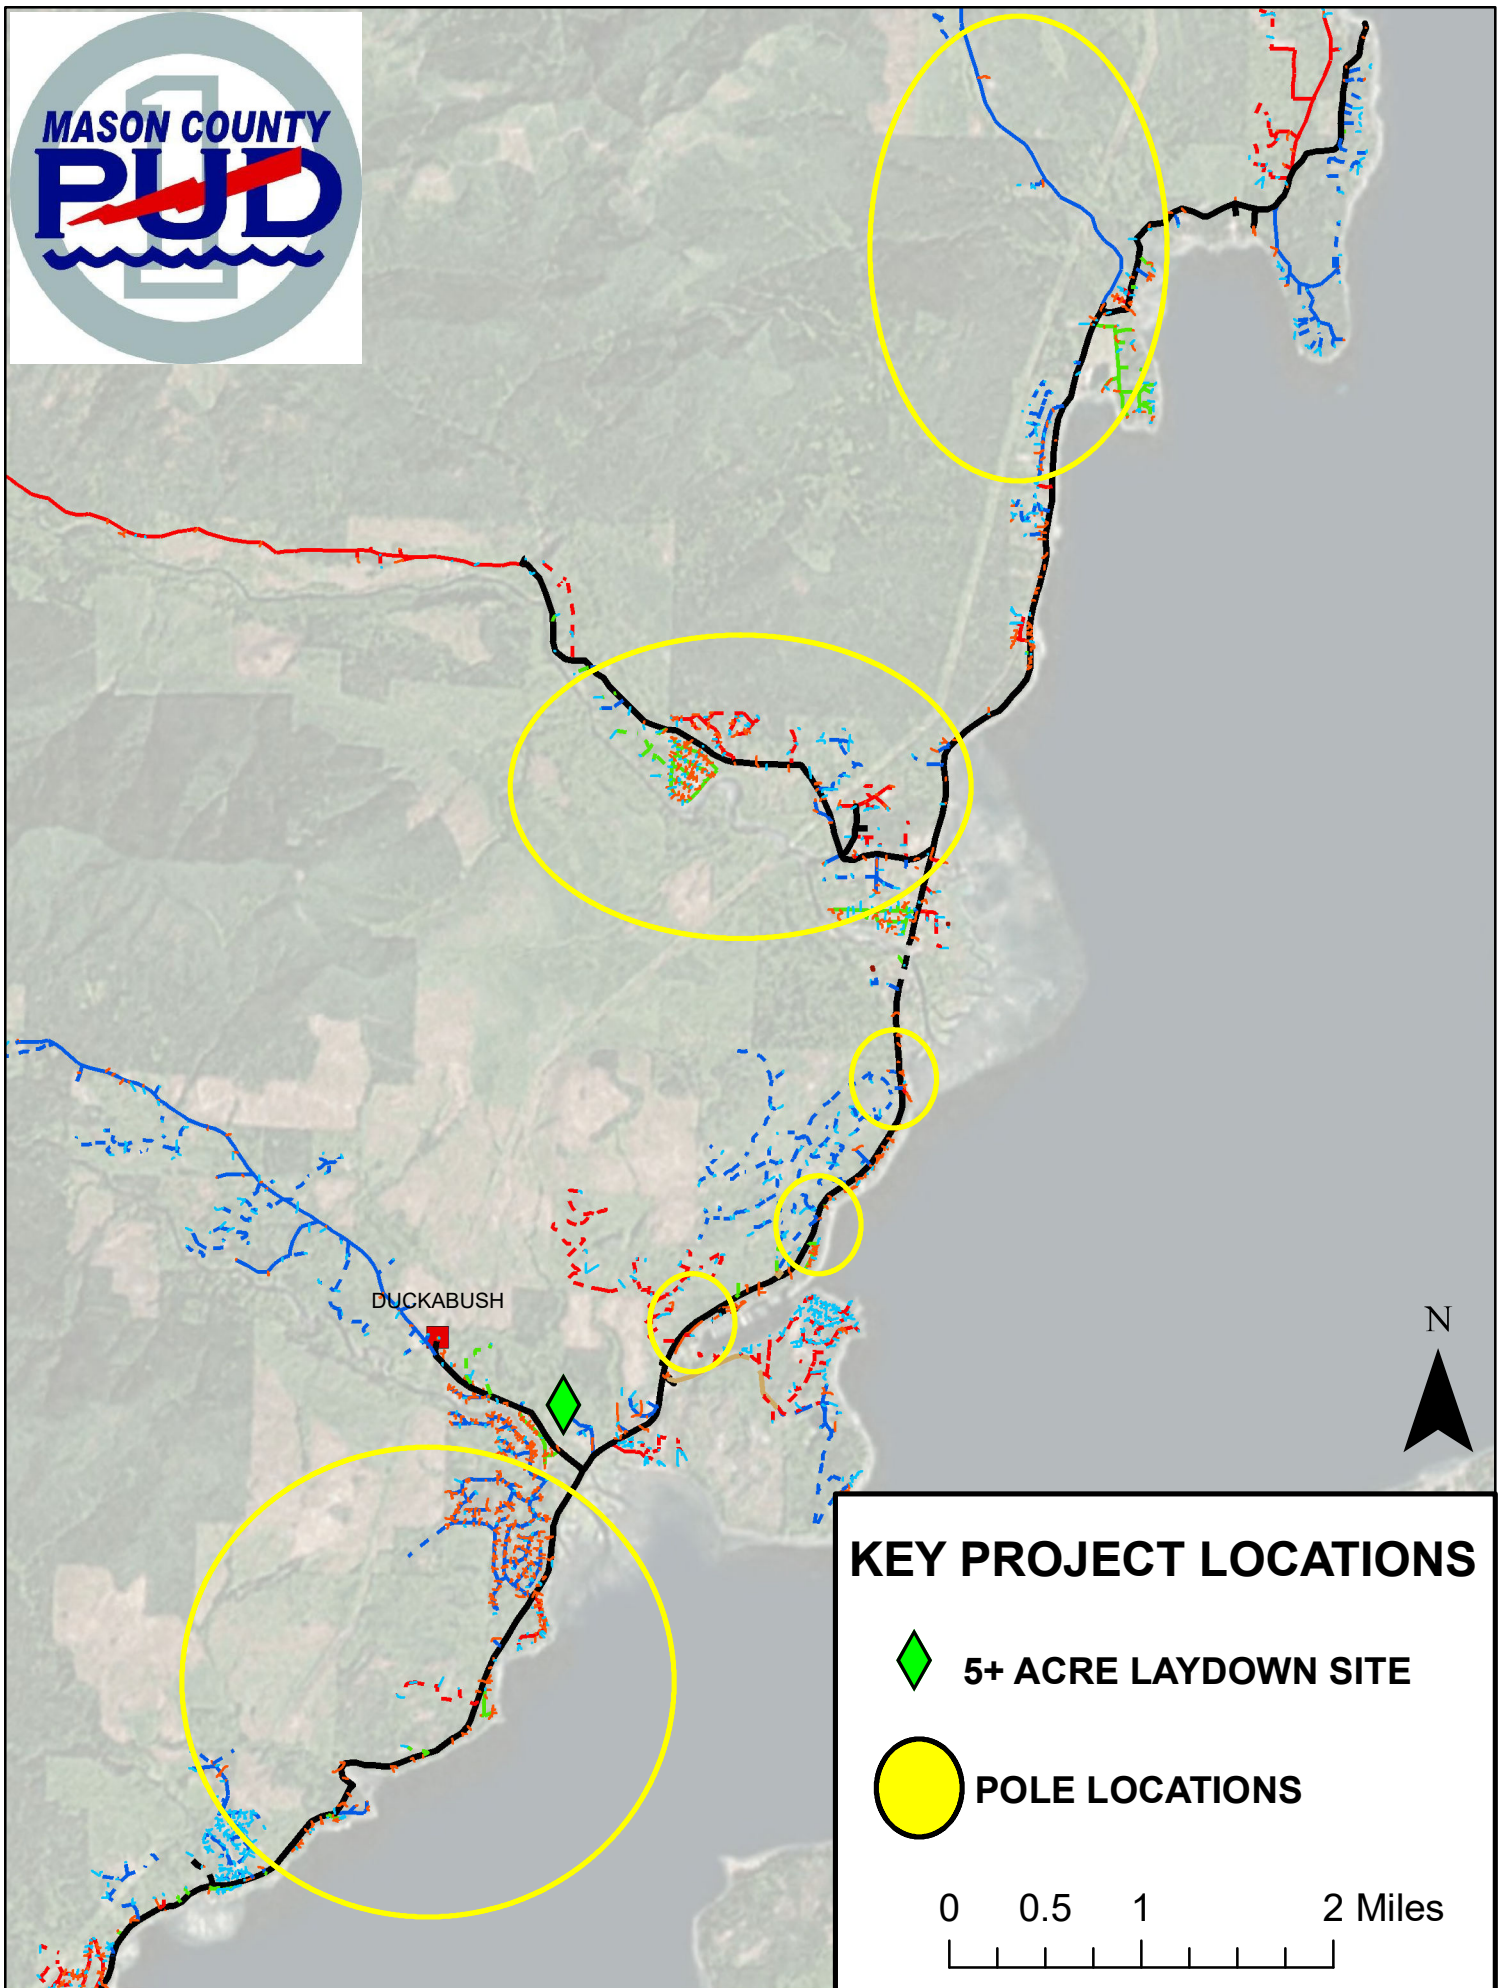 MASON COUNTY
PUD
1
DUCKABUSH
N
KEY PROJECT LOCATIONS
5+ ACRE LAYDOWN SITE
POLE LOCATIONS
0 0.5 1 2 Miles